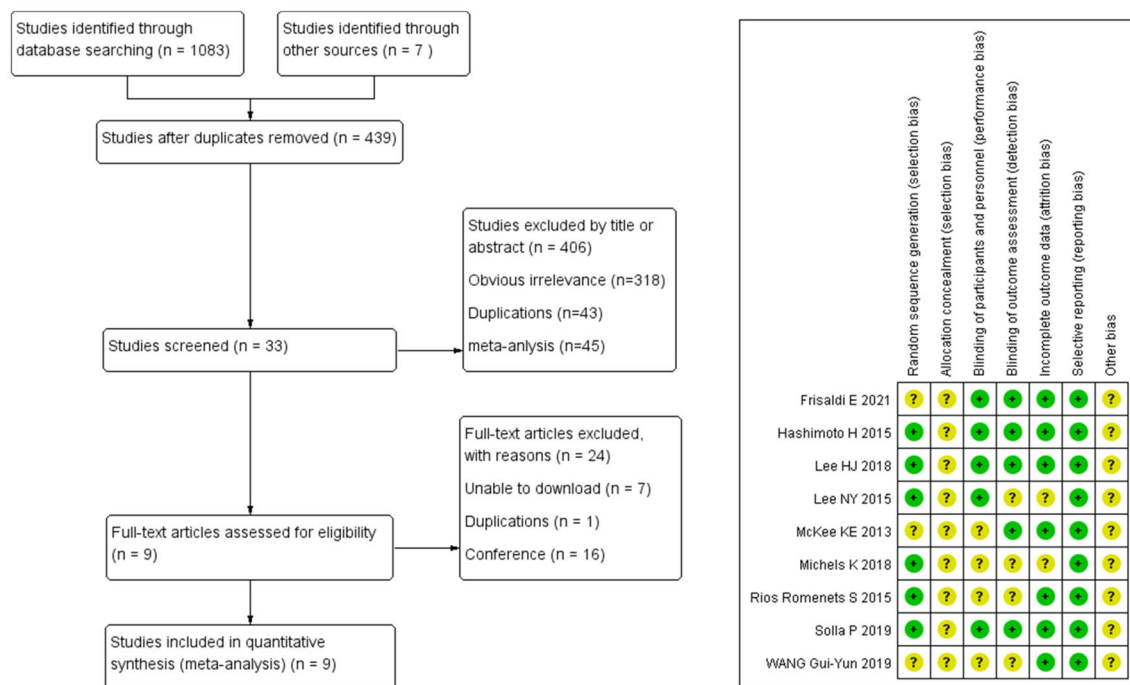 Studies identified through
database searching (n = 1083)
Studies identified through
other sources (n = 7 )
Studies after duplicates removed (n = 439)
Studies excluded by title or
abstract (n = 406)
Obvious irrelevance (n=318)
Duplications (n=43)
meta-anlysis (n=45)
Studies screened (n = 33)
Full-text articles excluded,
with reasons (n = 24)
Unable to download (n = 7)
Duplications (n = 1)
Conference (n = 16)
Full-text articles assessed for eligibility
(n = 9)
Studies included in quantitative
synthesis (meta-analysis) (n = 9)
Random sequence generation (selection bias)
Allocation concealment (selection bias)
Blinding of participants and personnel (performance bias)
Blinding of outcome assessment (detection bias)
Incomplete outcome data (attrition bias)
Selective reporting (reporting bias)
Other bias
Frisaldi E 2021 ? ? + + + + ?
Hashimoto H 2015 + ? + + + + ?
Lee HJ 2018 + ? + + + + ?
Lee NY 2015 + ? + ? ? + ?
McKee KE 2013 ? ? ? + + + ?
Michels K 2018 + ? ? ? ? + ?
Rios Romenets S 2015 + ? ? ? + + ?
Solla P 2019 + ? + + + + ?
WANG Gui-Yun 2019 ? ? ? ? + + ?